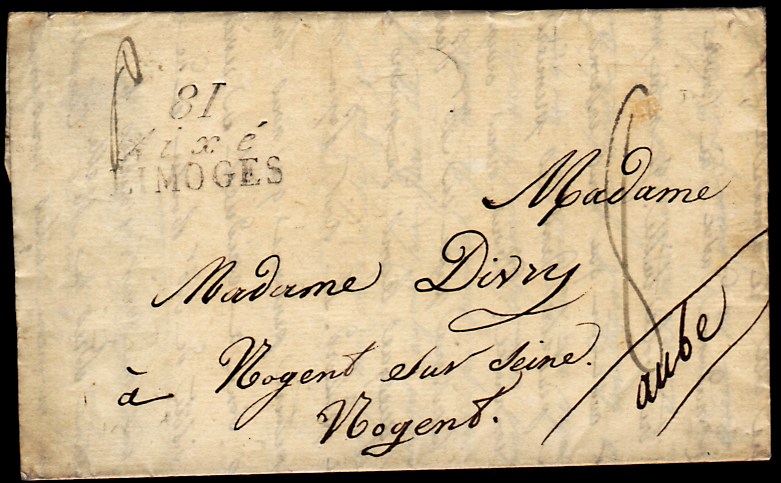 81
Aixé
LIMOGES
Madame
Madame Divry
à Nogent sur Seine.
Nogent.
aube